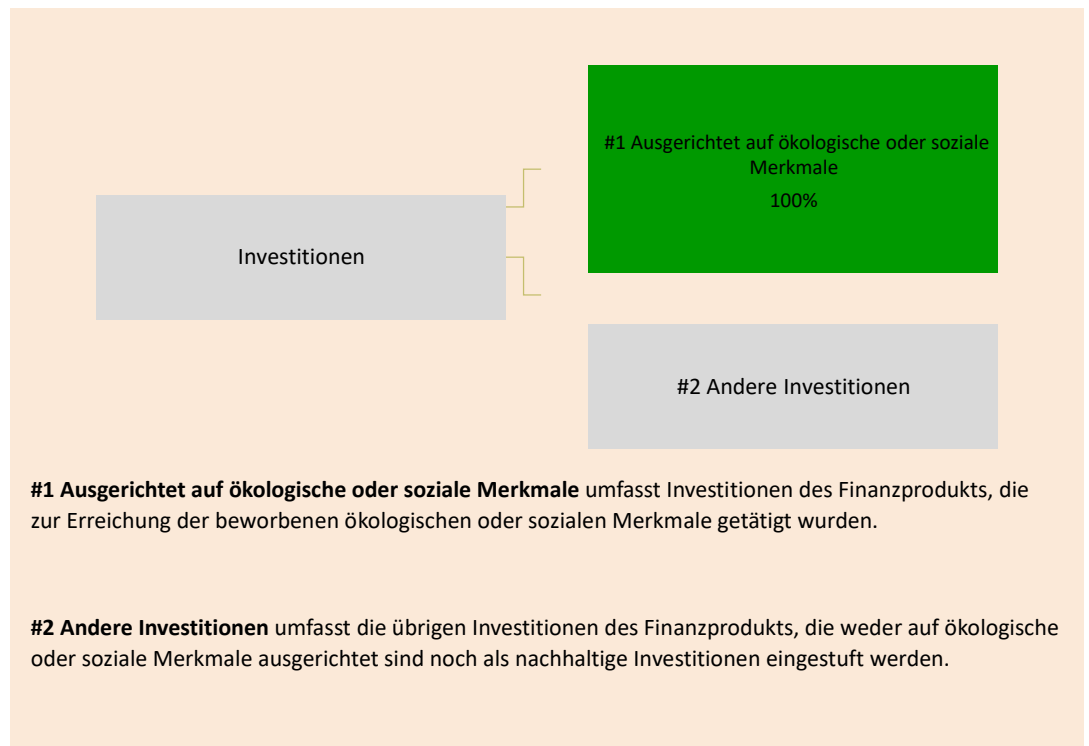 #1 Ausgerichtet auf ökologische oder soziale
Merkmale
100%
Investitionen
#2 Andere Investitionen
#1 Ausgerichtet auf ökologische oder soziale Merkmale umfasst Investitionen des Finanzprodukts, die
zur Erreichung der beworbenen ökologischen oder sozialen Merkmale getätigt wurden.
#2 Andere Investitionen umfasst die übrigen Investitionen des Finanzprodukts, die weder auf ökologische
oder soziale Merkmale ausgerichtet sind noch als nachhaltige Investitionen eingestuft werden.